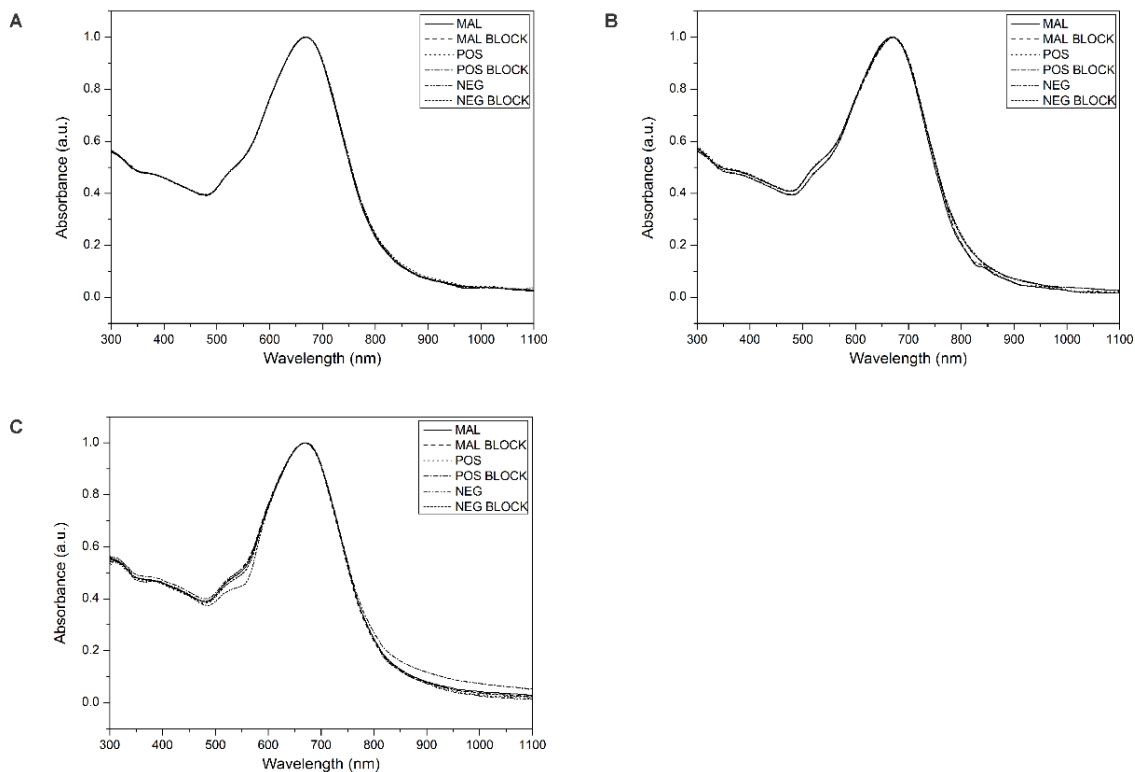 A
MAL
MAL BLOCK
POS
POS BLOCK
NEG
NEG BLOCK
1.0
0.8
0.6
0.4
0.2
0.0
Absorbance (a.u.)
300 400 500 600 700 800 900 1000 1100
Wavelength (nm)
B
MAL
MAL BLOCK
POS
POS BLOCK
NEG
NEG BLOCK
1.0
0.8
0.6
0.4
0.2
0.0
Absorbance (a.u.)
300 400 500 600 700 800 900 1000 1100
Wavelength (nm)
C
MAL
MAL BLOCK
POS
POS BLOCK
NEG
NEG BLOCK
1.0
0.8
0.6
0.4
0.2
0.0
Absorbance (a.u.)
300 400 500 600 700 800 900 1000 1100
Wavelength (nm)